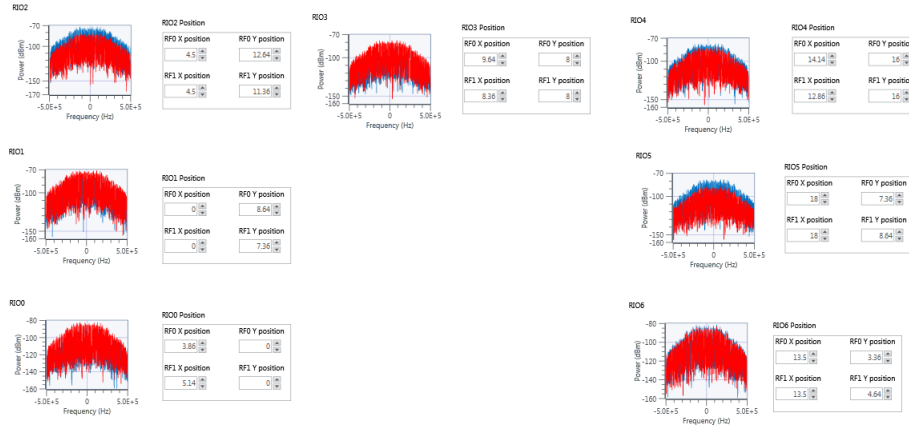 RIO2
-70
-100
-150
-170
Power (dBm)
-5.0E+5 0 5.0E+5
Frequency (Hz)
RIO2 Position
RF0 X position RF0 Y position
4.5 12.64
RF1 X position RF1 Y position
4.5 11.36
RIO3
-70
-100
-150
-160
Power (dBm)
-5.0E+5 0 5.0E+5
Frequency (Hz)
RIO3 Position
RF0 X position RF0 Y position
9.64 8
RF1 X position RF1 Y position
8.36 8
RIO4
-70
-100
-150
-160
Power (dBm)
-5.0E+5 0 5.0E+5
Frequency (Hz)
RIO4 Position
RF0 X position RF0 Y position
14.14 16
RF1 X position RF1 Y position
12.86 16
RIO1
-70
-100
-150
-160
Power (dBm)
-5.0E+5 0 5.0E+5
Frequency (Hz)
RIO1 Position
RF0 X position RF0 Y position
0 8.64
RF1 X position RF1 Y position
0 7.36
RIO5
-70
-100
-150
-160
Power (dBm)
-5.0E+5 0 5.0E+5
Frequency (Hz)
RIO5 Position
RF0 X position RF0 Y position
18 7.36
RF1 X position RF1 Y position
18 8.64
RIO0
-80
-100
-120
-140
-160
Power (dBm)
-5.0E+5 0 5.0E+5
Frequency (Hz)
RIO0 Position
RF0 X position RF0 Y position
3.86 0
RF1 X position RF1 Y position
5.14 0
RIO6
-80
-100
-120
-140
-160
Power (dBm)
-5.0E+5 0 5.0E+5
Frequency (Hz)
RIO6 Position
RF0 X position RF0 Y position
13.5 3.36
RF1 X position RF1 Y position
13.5 4.64